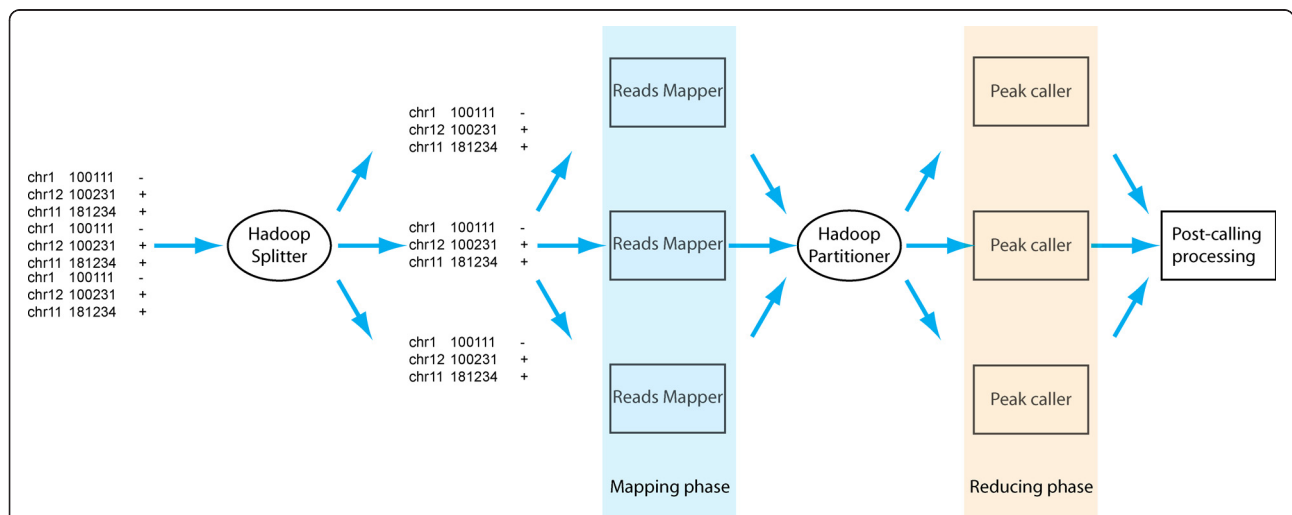 chr1 100111 -
chr12 100231 +
chr11 181234 +
chr1 100111 -
chr12 100231 +
chr11 181234 +
chr1 100111 -
chr12 100231 +
chr11 181234 +
Hadoop
Splitter
chr1 100111 -
chr12 100231 +
chr11 181234 +
chr1 100111 -
chr12 100231 +
chr11 181234 +
chr1 100111 -
chr12 100231 +
chr11 181234 +
Reads Mapper
Reads Mapper
Reads Mapper
Mapping phase
Hadoop
Partitioner
Peak caller
Peak caller
Peak caller
Reducing phase
Post-calling
processing